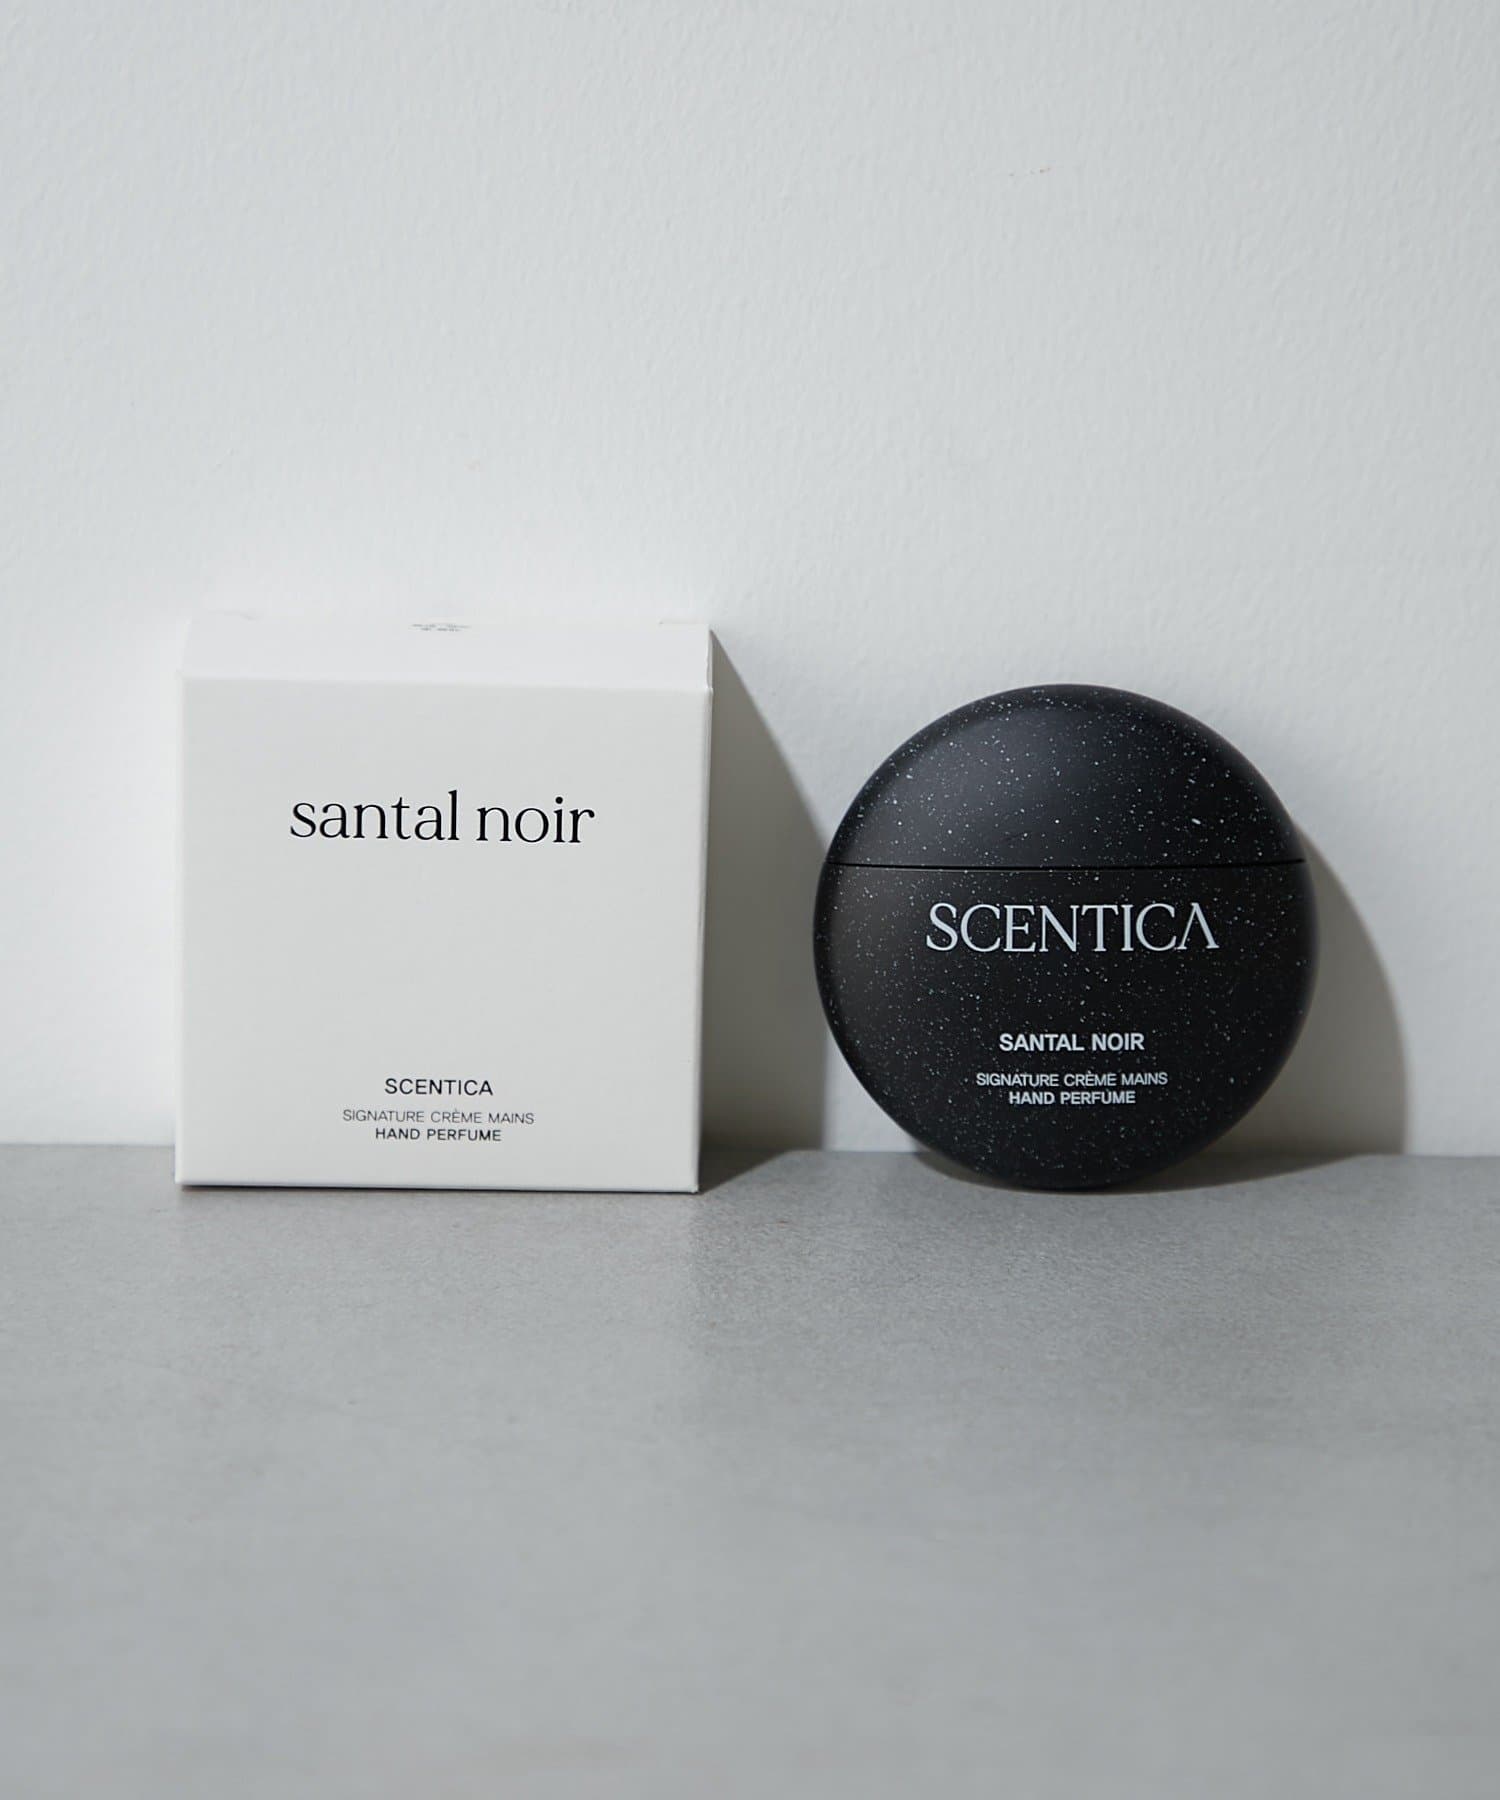 santal noir
SCENTICA
SIGNATURE CRÈME MAINS
HAND PERFUME
SCENTICA
SANTAL NOIR
SIGNATURE CRÈME MAINS
HAND PERFUME